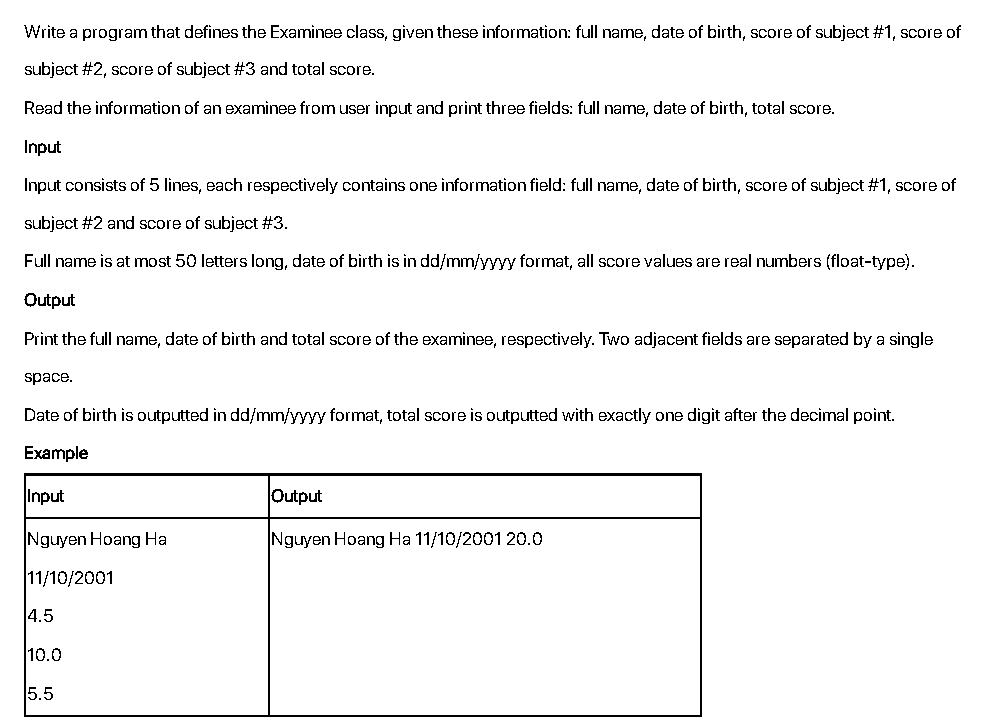 Write a program that defines the Examinee class, given these information: full name, date of birth, score of subject #1, score of
subject #2, score of subject #3 and total score.
Read the information of an examinee from user input and print three fields: full name, date of birth, total score.
Input
Input consists of 5 lines, each respectively contains one information field: full name, date of birth, score of subject #1, score of
subject #2 and score of subject #3.
Full name is at most 50 letters long, date of birth is in dd/mm/yyyy format, all score values are real numbers (float-type).
Output
Print the full name, date of birth and total score of the examinee, respectively. Two adjacent fields are separated by a single
space.
Date of birth is outputted in dd/mm/yyyy format, total score is outputted with exactly one digit after the decimal point.
Example
Input Output
Nguyen Hoang Ha Nguyen Hoang Ha 11/10/2001 20.0
11/10/2001
4.5
10.0
5.5